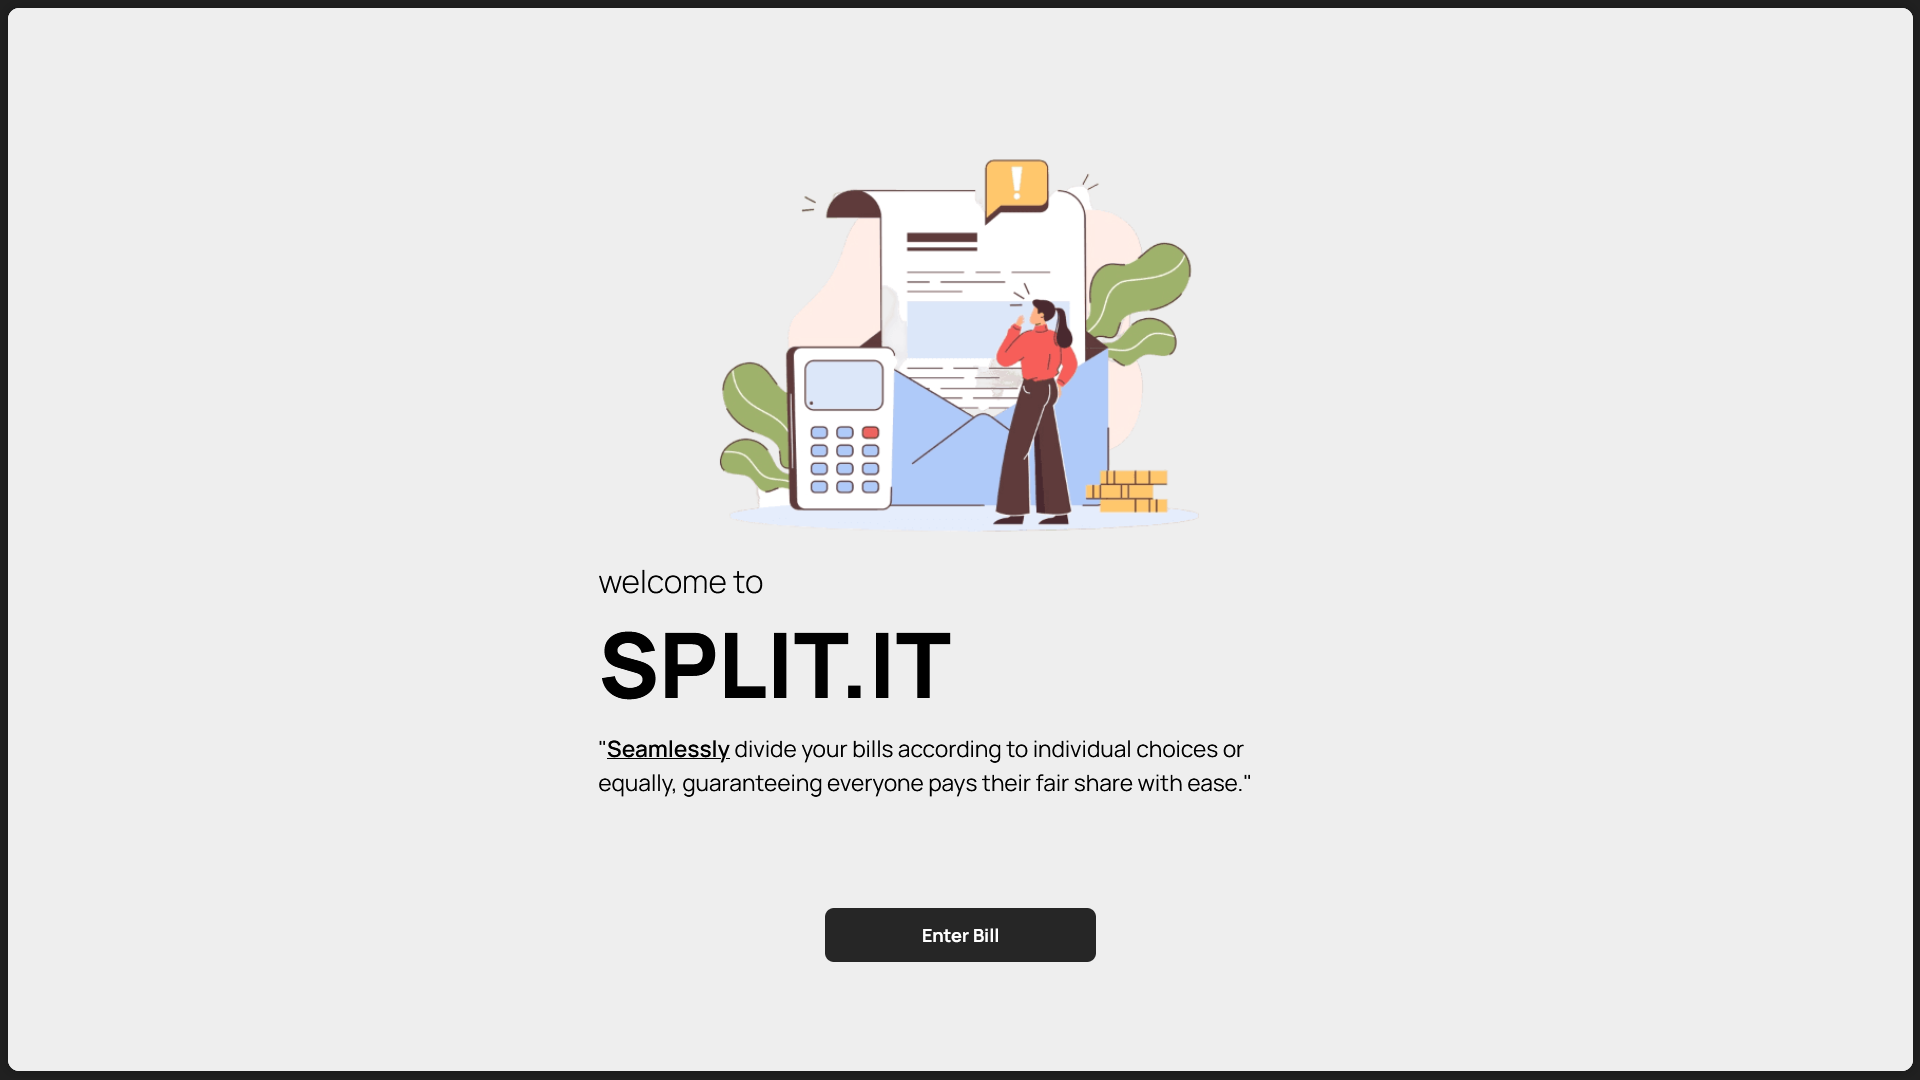 !
welcome to
SPLIT.IT
"Seamlessly divide your bills according to individual choices or
equally, guaranteeing everyone pays their fair share with ease."
Enter Bill